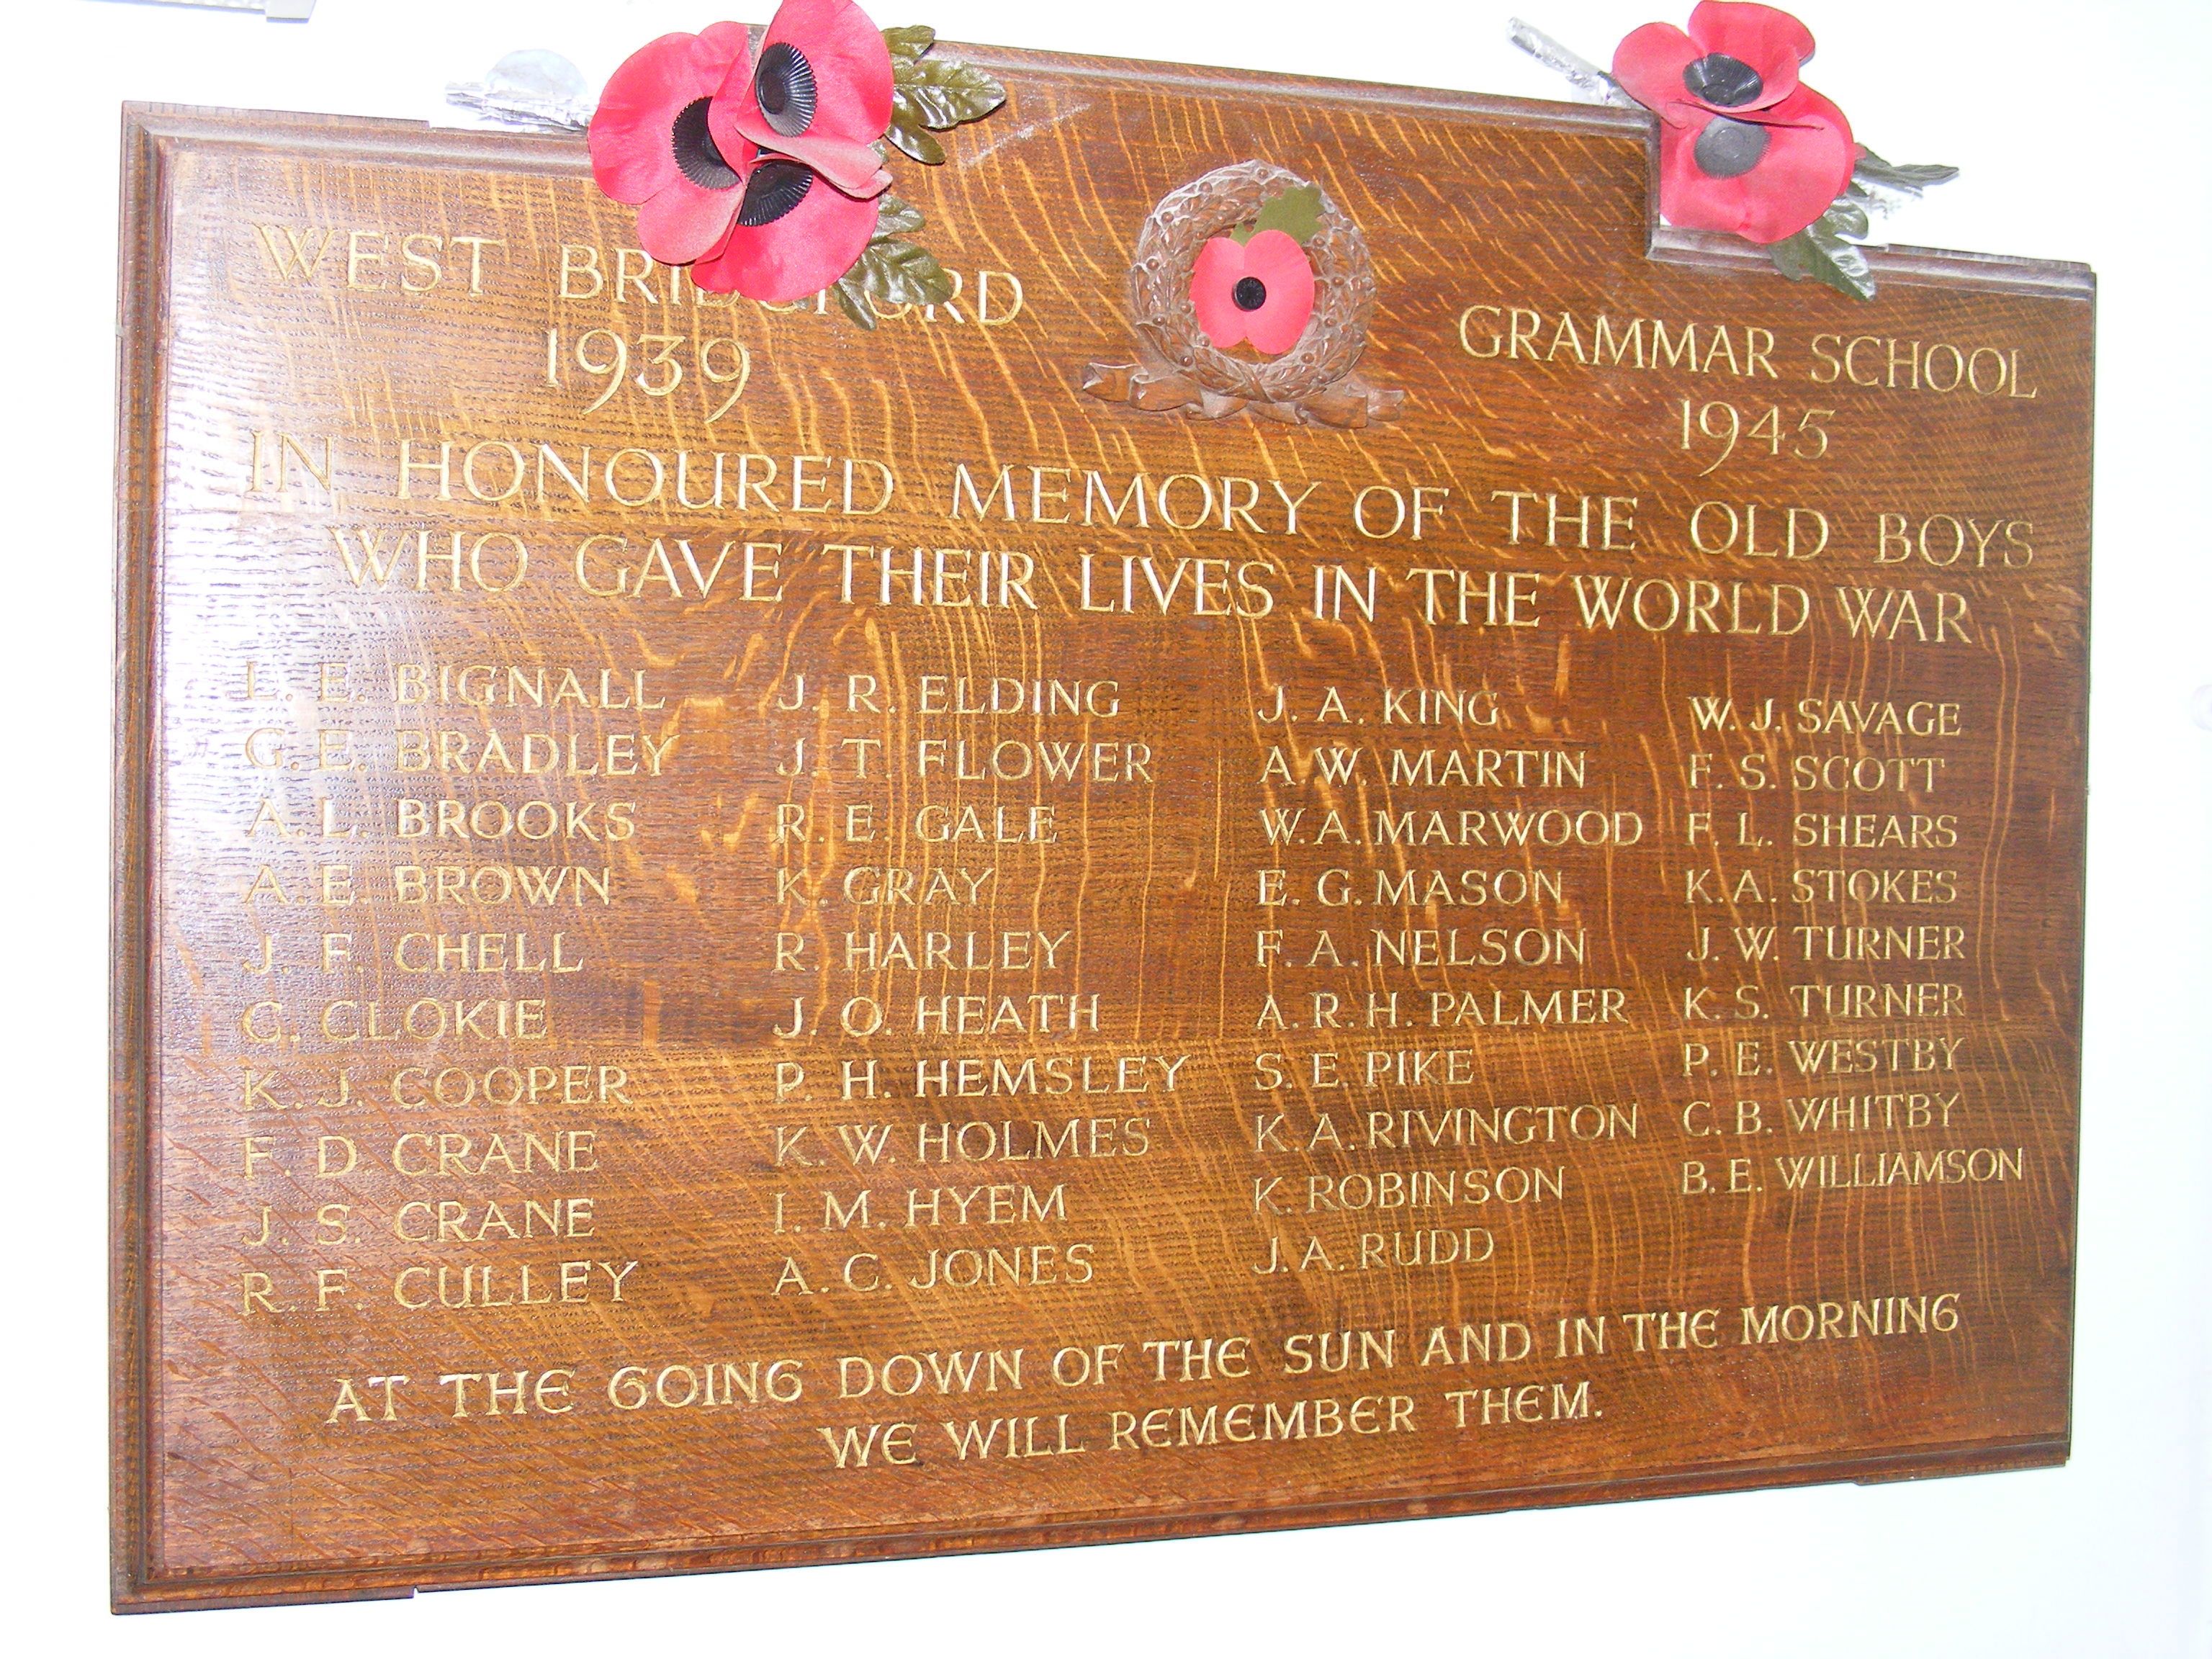 WEST BRIDGFORD GRAMMAR SCHOOL
1939 1945
IN HONOURED MEMORY OF THE OLD BOYS
WHO GAVE THEIR LIVES IN THE WORLD WAR
L. E. BIGNALL
G. E. BRADLEY
A. L. BROOKS
A. E. BROWN
J. F. CHELL
C. CLOKIE
K. J. COOPER
F. D CRANE
J. S. CRANE
R. F. CULLEY
J. R. ELDING
J. T. FLOWER
R. E. GALE
K. GRAY
R. HARLEY
J. O. HEATH
P. H. HEMSLEY
K. W. HOLMES
I. M. HYEM
A. C. JONES
J. A. KING
A. W. MARTIN
W. A. MARWOOD
E. G. MASON
F. A. NELSON
A. R. H. PALMER
S. E. PIKE
K. A. RIVINGTON
K. ROBINSON
J. A. RUDD
W. J. SAVAGE
F. S. SCOTT
F. L. SHEARS
K. A. STOKES
J. W. TURNER
K. S. TURNER
P. E. WESTBY
C. B. WHITBY
B. E. WILLIAMSON
AT THE GOING DOWN OF THE SUN AND IN THE MORNING
WE WILL REMEMBER THEM.